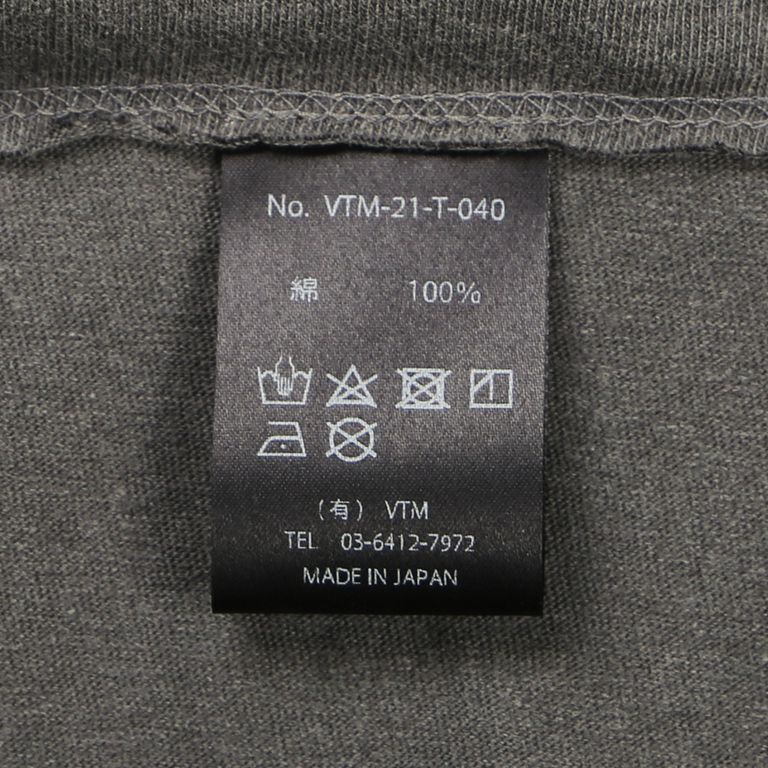 No. VTM-21-T-040
綿 100%
(有) VTM
TEL 03-6412-7972
MADE IN JAPAN